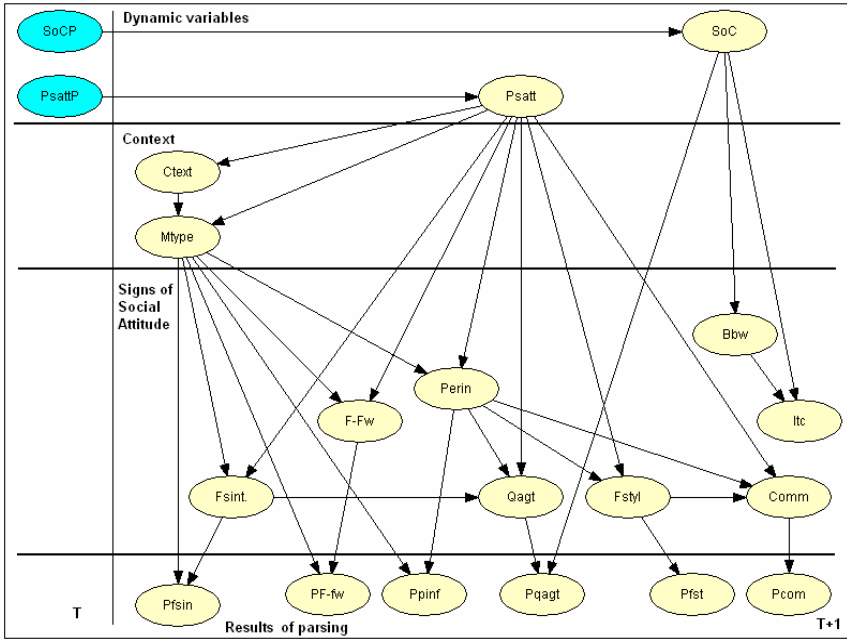 Dynamic variables
SoCP
SoC
PsattP
Psatt
Context
Ctext
Mtype
Signs of
Social
Attitude
Bbw
Perin
F-Fw
Itc
Fsint.
Qagt
Fstyl
Comm
Pfsin
PF-fw
Ppinf
Pqagt
Pfst
Pcom
T
Results of parsing
T+1